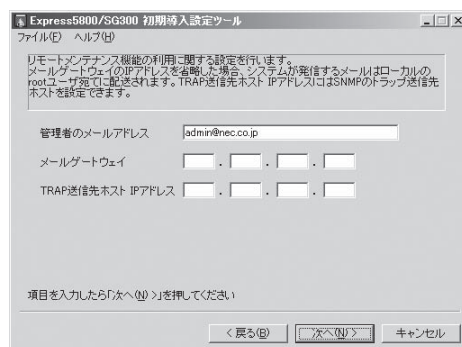 Express5800/SG300 初期導入設定ツール
ファイル(F) ヘルプ(H)
リモートメンテナンス機能の利用に関する設定を行います。
メールゲートウェイのIPアドレスを省略した場合、システムが発信するメールはローカルの
rootユーザ宛てに配送されます。TRAP送信先ホスト IPアドレスにはSNMPのトラップ送信先
ホストを設定できます。
管理者のメールアドレス admin@nec.co.jp
メールゲートウェイ . . .
TRAP送信先ホスト IPアドレス . . .
項目を入力したら「次へ(N) >」を押してください
< 戻る(B) 次へ(N) > キャンセル